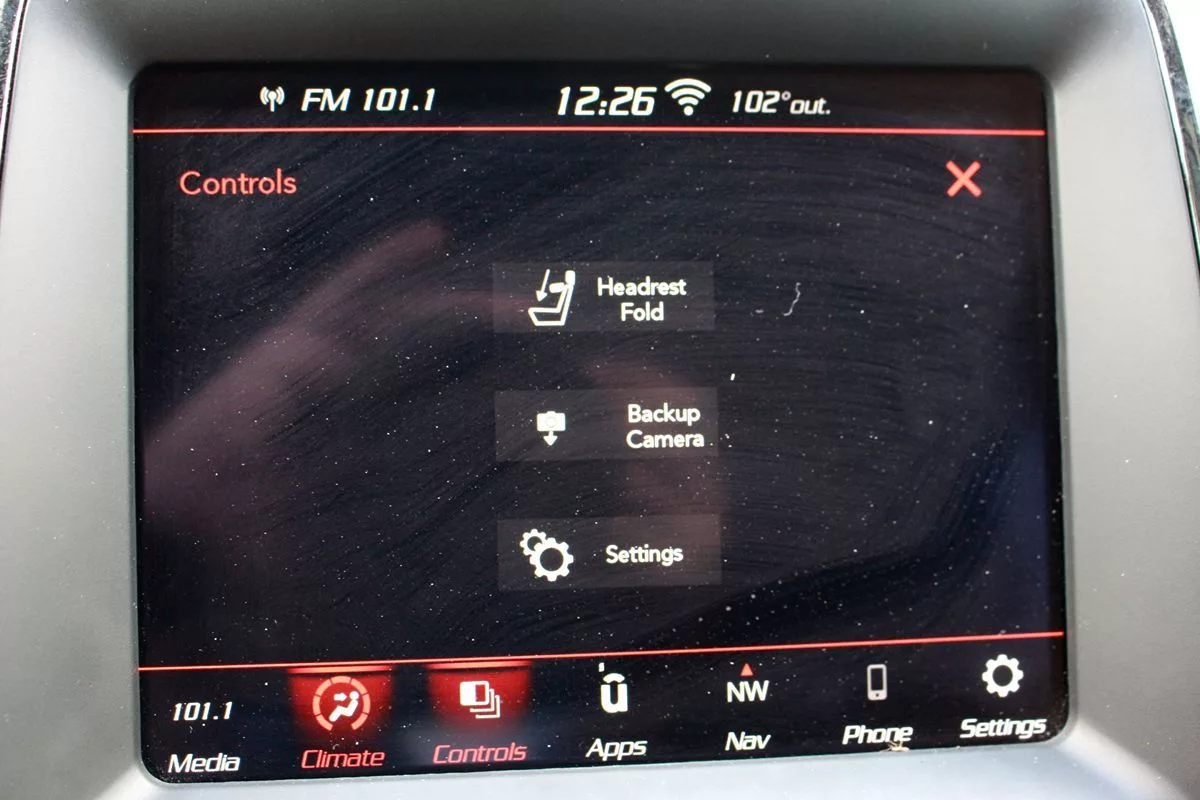 FM 101.1 12:26 102° out.
Controls
Headrest
Fold
Backup
Camera
Settings
101.1 NW
Media Climate Controls Apps Nav Phone Settings